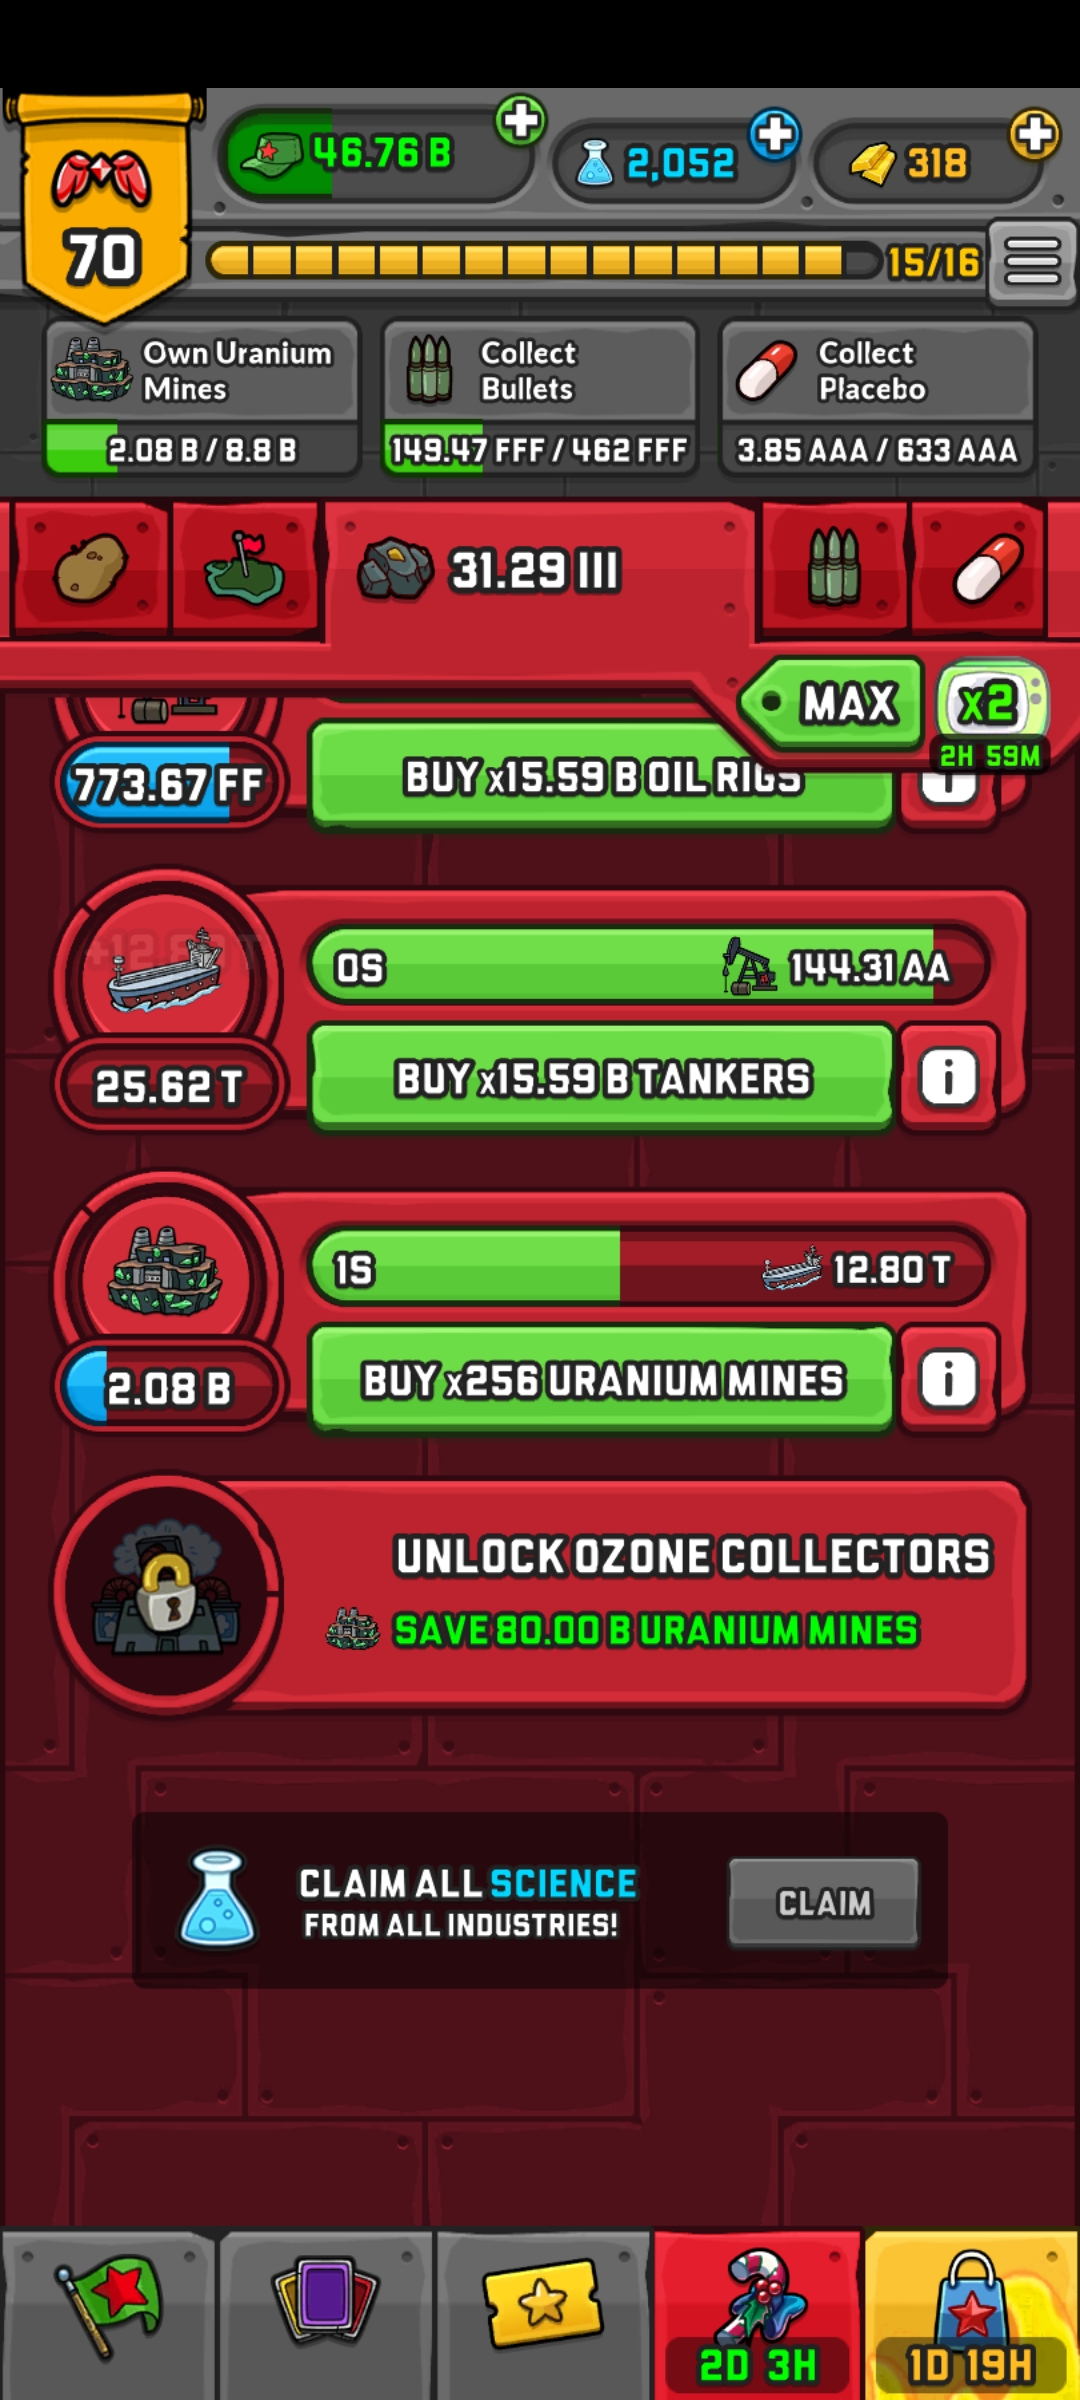 70
46.76 B
2,052
318
15/16
Own Uranium
Mines
2.08 B / 8.8 B
Collect
Bullets
149.47 FFF / 462 FFF
Collect
Placebo
3.85 AAA / 633 AAA
31.29 III
MAX
x2
2H 59M
773.67 FF
BUY x15.59 B OIL RIGS
i
0S
144.31 AA
25.62 T
BUY x15.59 B TANKERS
i
1S
12.80 T
2.08 B
BUY x256 URANIUM MINES
i
UNLOCK OZONE COLLECTORS
SAVE 80.00 B URANIUM MINES
CLAIM ALL SCIENCE
FROM ALL INDUSTRIES!
CLAIM
2D 3H
1D 19H